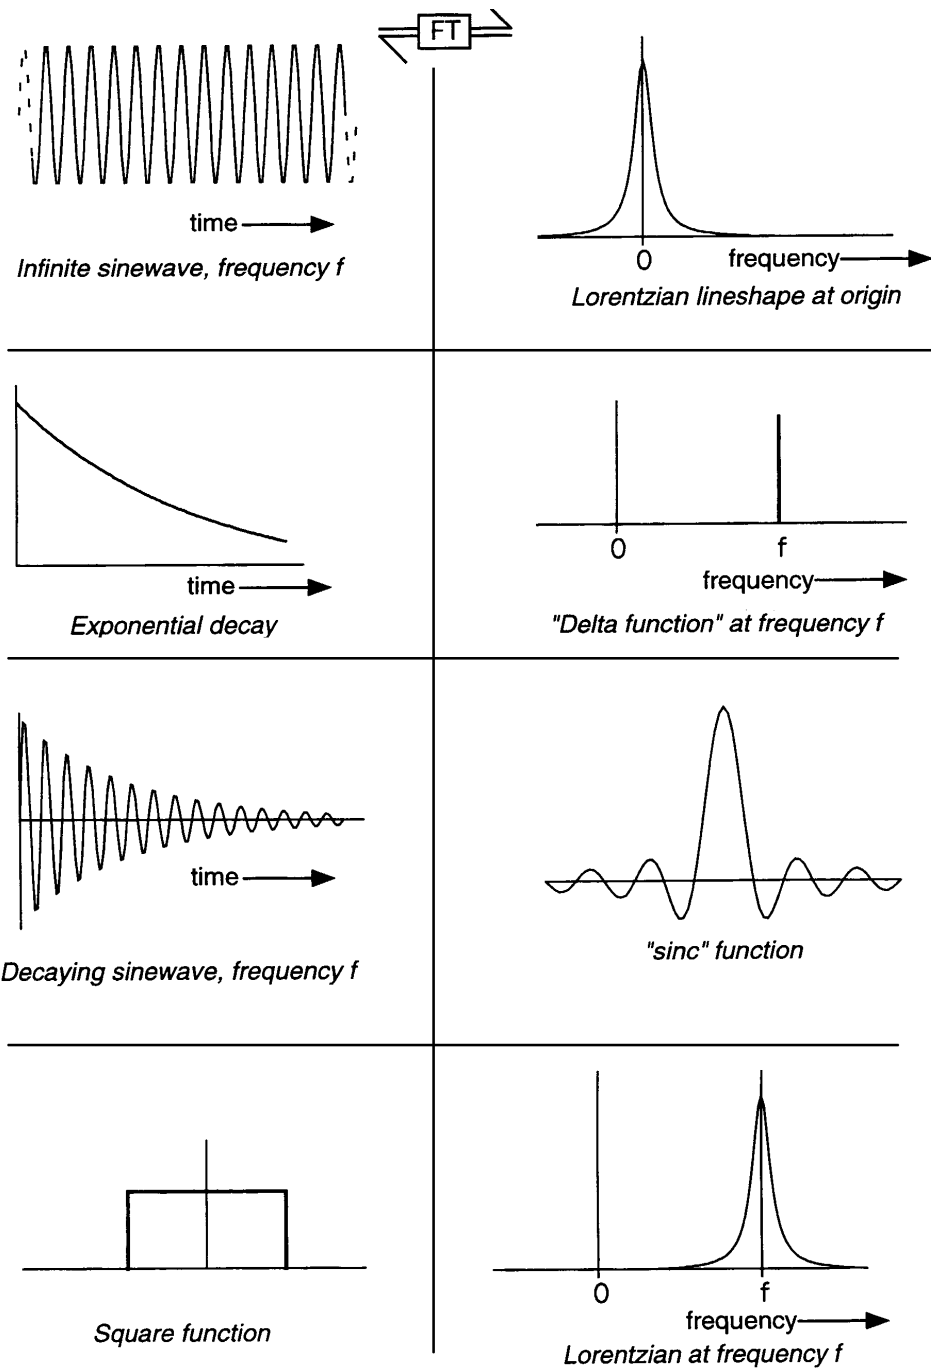 FT
time
Infinite sinewave, frequency f
0
frequency
Lorentzian lineshape at origin
time
Exponential decay
0 f
frequency
"Delta function" at frequency f
time
Decaying sinewave, frequency f
"sinc" function
Square function
0 f
frequency
Lorentzian at frequency f